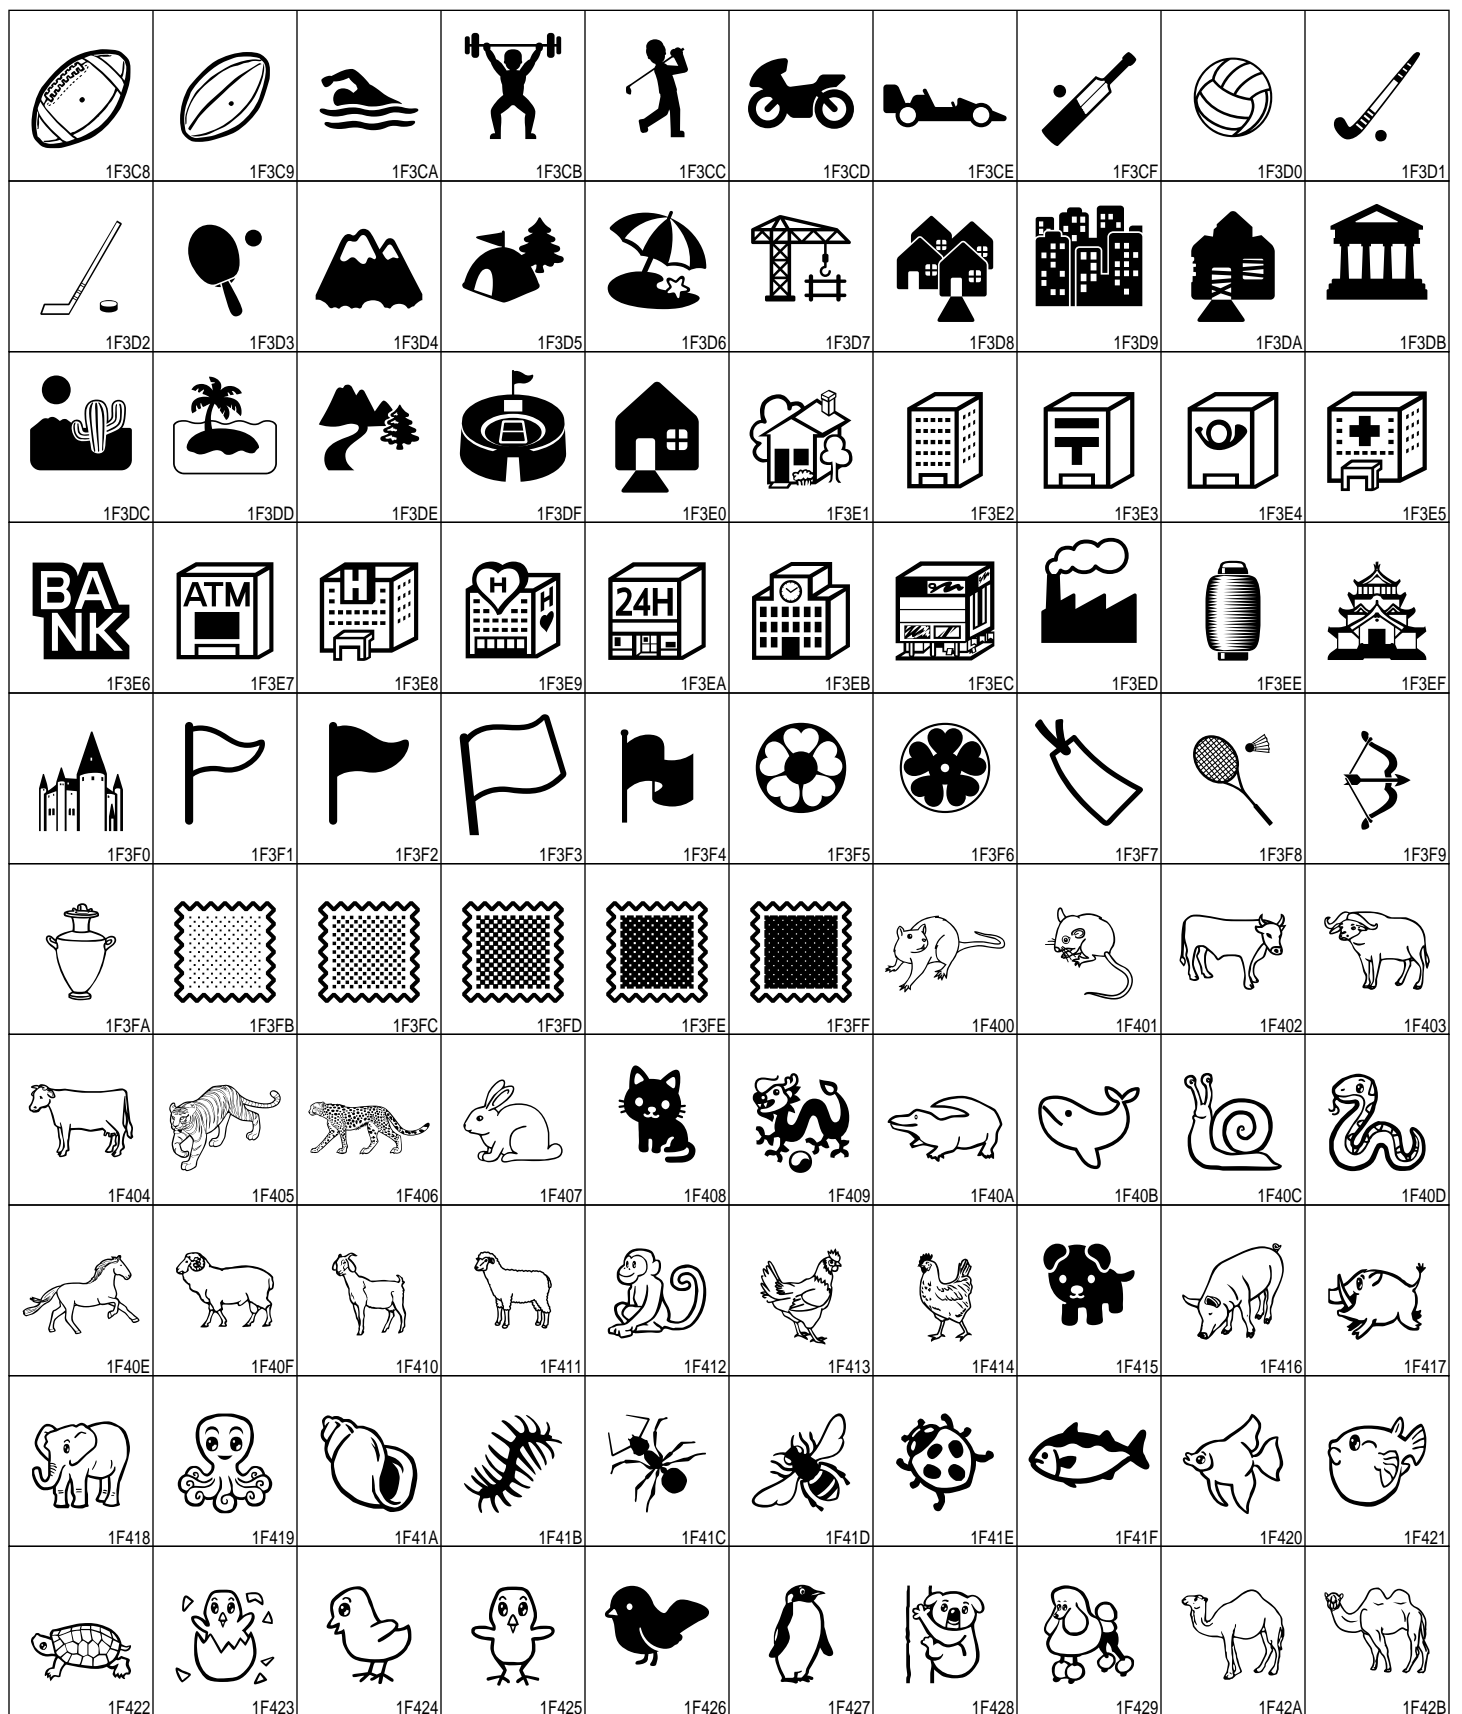 1F3C8 1F3C9 1F3CA 1F3CB 1F3CC 1F3CD 1F3CE 1F3CF 1F3D0 1F3D1
1F3D2 1F3D3 1F3D4 1F3D5 1F3D6 1F3D7 1F3D8 1F3D9 1F3DA 1F3DB
1F3DC 1F3DD 1F3DE 1F3DF 1F3E0 1F3E1 1F3E2 1F3E3 1F3E4 1F3E5
BA
NK
ATM
H
H
H
24H
1F3E6 1F3E7 1F3E8 1F3E9 1F3EA 1F3EB 1F3EC 1F3ED 1F3EE 1F3EF
1F3F0 1F3F1 1F3F2 1F3F3 1F3F4 1F3F5 1F3F6 1F3F7 1F3F8 1F3F9
1F3FA 1F3FB 1F3FC 1F3FD 1F3FE 1F3FF 1F400 1F401 1F402 1F403
1F404 1F405 1F406 1F407 1F408 1F409 1F40A 1F40B 1F40C 1F40D
1F40E 1F40F 1F410 1F411 1F412 1F413 1F414 1F415 1F416 1F417
1F418 1F419 1F41A 1F41B 1F41C 1F41D 1F41E 1F41F 1F420 1F421
1F422 1F423 1F424 1F425 1F426 1F427 1F428 1F429 1F42A 1F42B